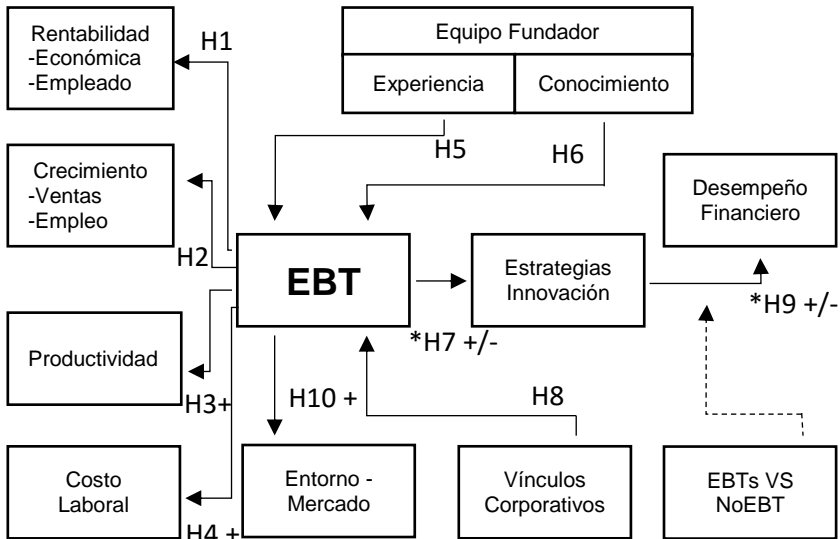 Rentabilidad
-Económica
-Empleado
H1
Equipo Fundador
Experiencia
Conocimiento
H5
H6
Crecimiento
-Ventas
-Empleo
H2
Desempeño
Financiero
EBT
Estrategias
Innovación
*H7 +/-
*H9 +/-
Productividad
H3+
H10 +
H8
Costo
Laboral
H4 +
Entorno -
Mercado
Vínculos
Corporativos
EBTs VS
NoEBT